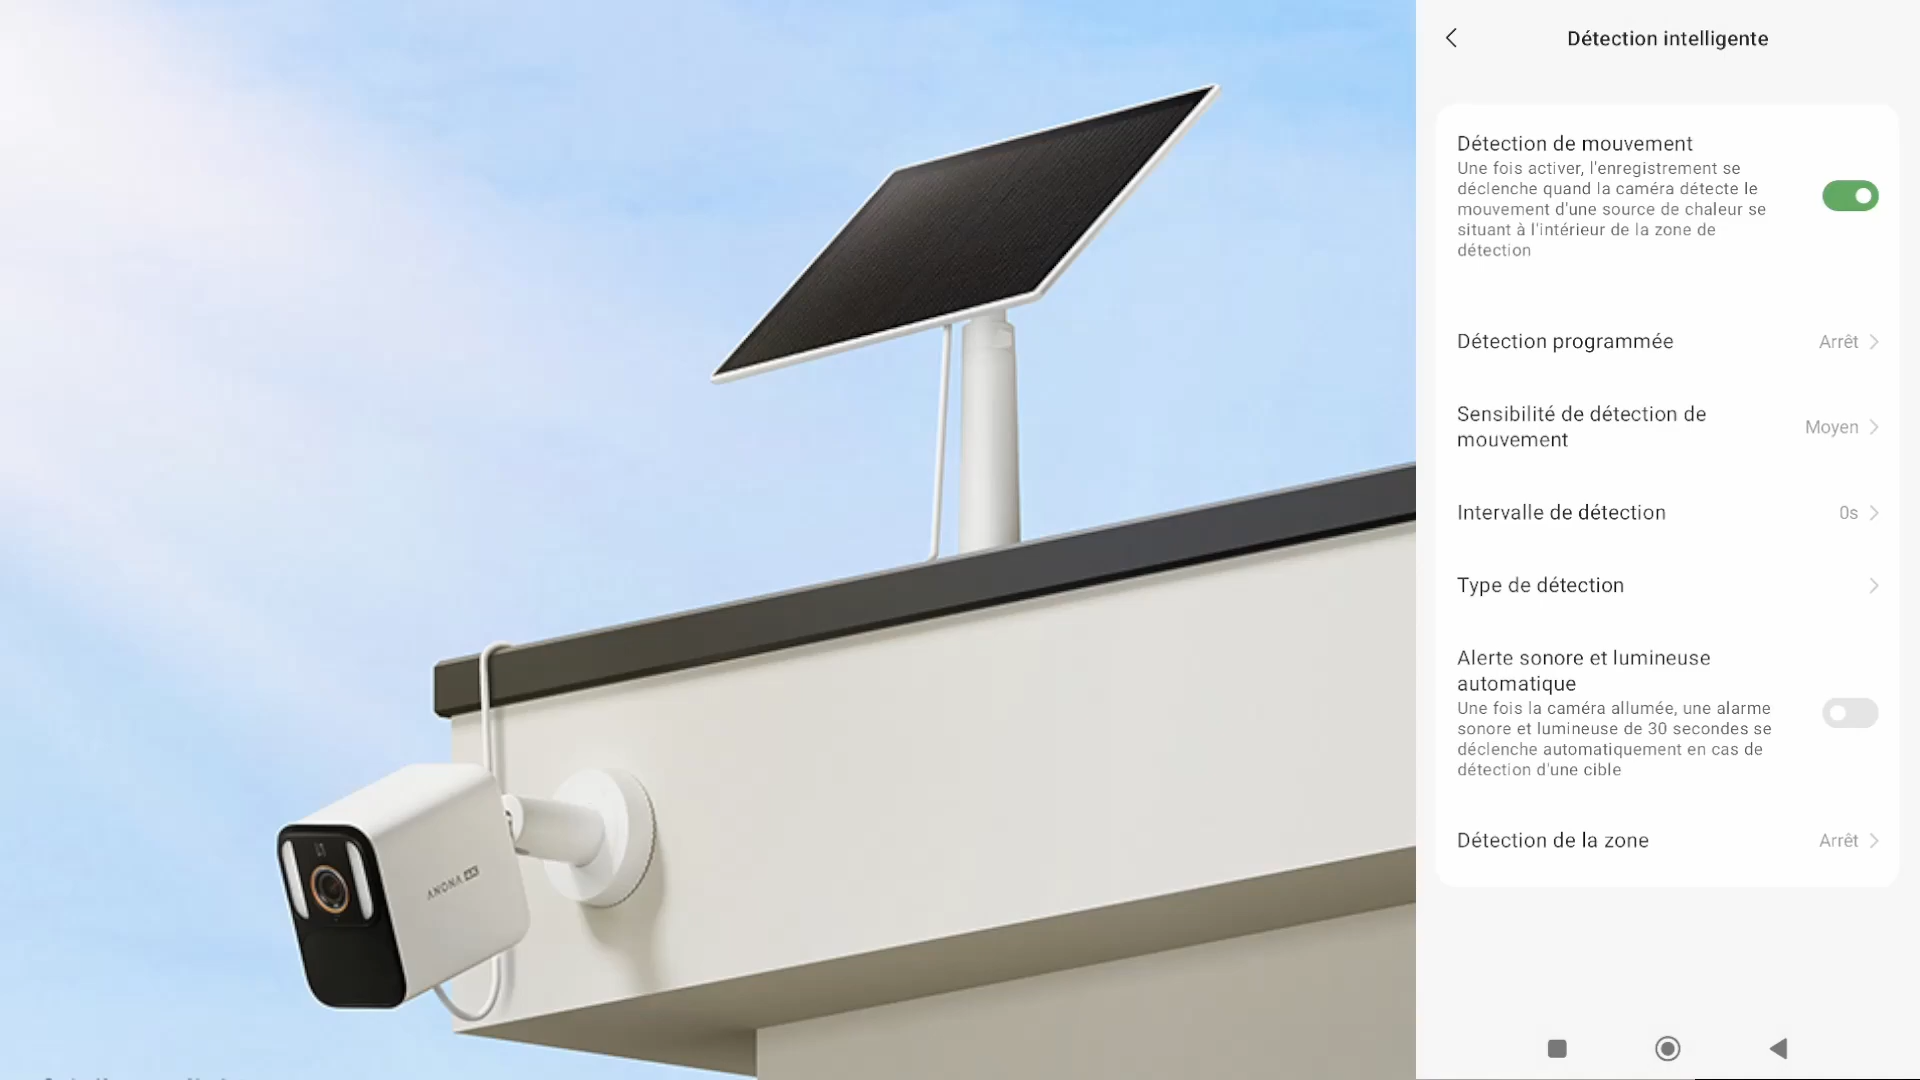 Détection intelligente
Détection de mouvement
Une fois activer, l'enregistrement se
déclenche quand la caméra détecte le
mouvement d'une source de chaleur se
situant à l'intérieur de la zone de
détection
Détection programmée
Arrêt
Sensibilité de détection de
mouvement
Moyen
Intervalle de détection
0s
Type de détection
Alerte sonore et lumineuse
automatique
Une fois la caméra allumée, une alarme
sonore et lumineuse de 30 secondes se
déclenche automatiquement en cas de
détection d'une cible
Détection de la zone
Arrêt
ANONA 4K